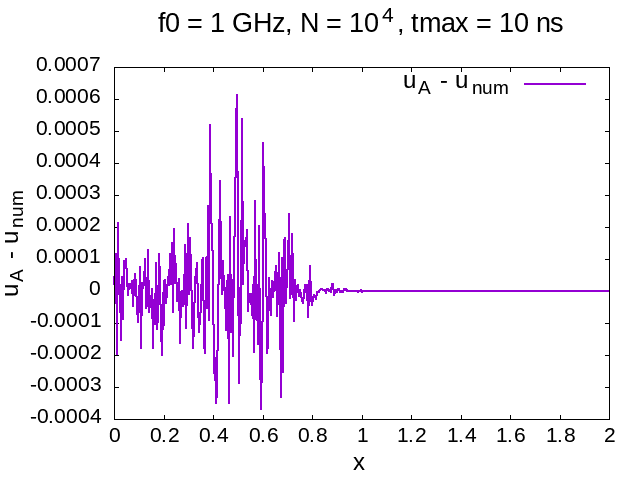 f0 = 1 GHz, N = 10^4, tmax = 10 ns
u_A - u_num
0.0007
0.0006
0.0005
0.0004
0.0003
0.0002
0.0001
0
-0.0001
-0.0002
-0.0003
-0.0004
u_A - u_num
0 0.2 0.4 0.6 0.8 1 1.2 1.4 1.6 1.8 2
x